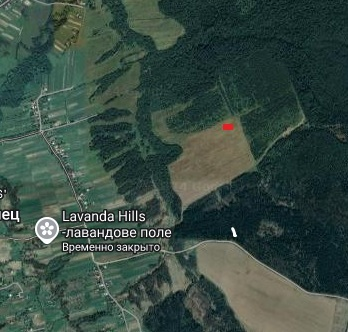 s'
ец
Lavanda Hills
-лавандове поле
Временно закрыто